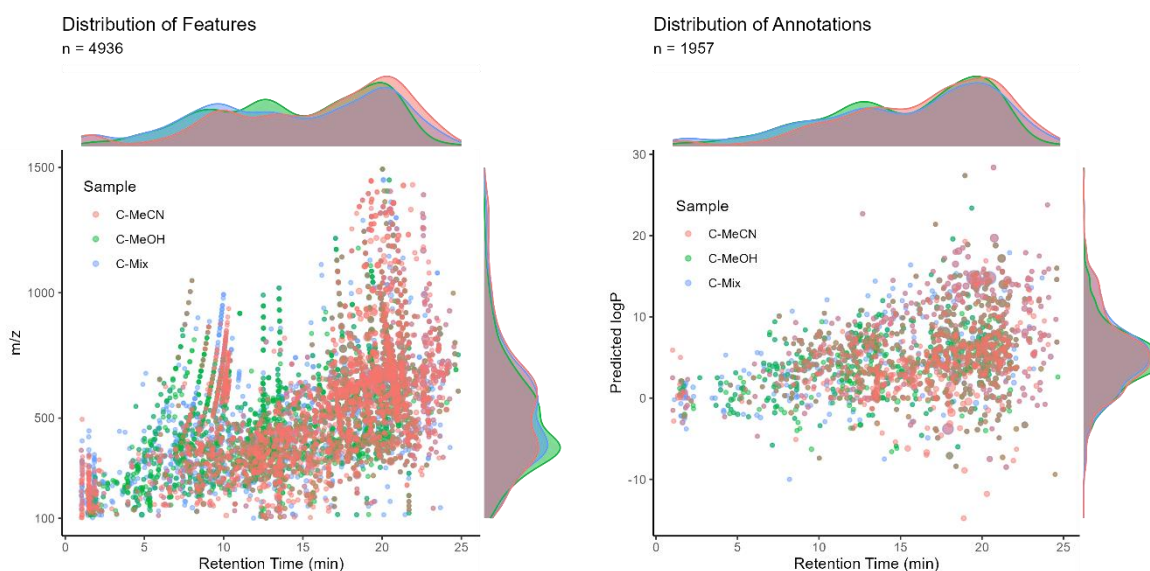 Distribution of Features
n = 4936
1500
1000
500
100
m/z
Sample
C-MeCN
C-MeOH
C-Mix
0 5 10 15 20 25
Retention Time (min)
Distribution of Annotations
n = 1957
30
20
10
0
-10
Predicted logP
Sample
C-MeCN
C-MeOH
C-Mix
0 5 10 15 20 25
Retention Time (min)